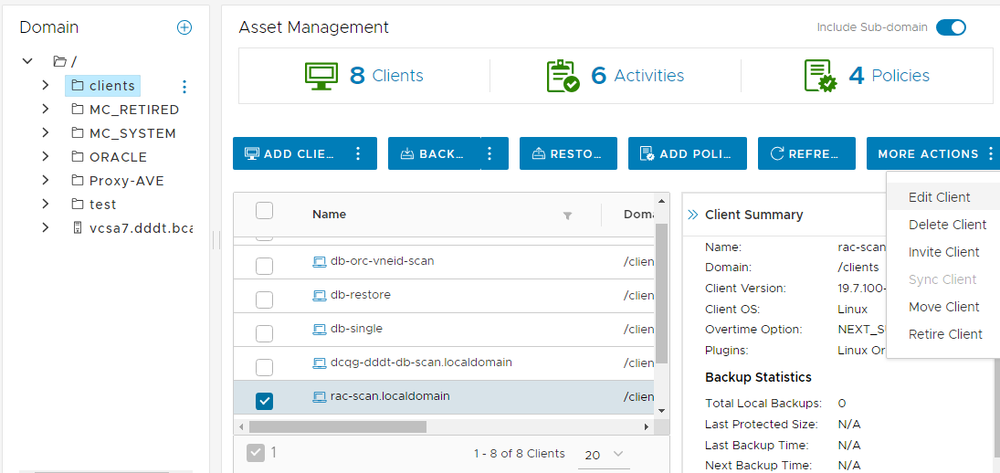 Domain
/
clients
MC_RETIRED
MC_SYSTEM
ORACLE
Proxy-AVE
test
vcsa7.dddt.bca
Asset Management
Include Sub-domain
8 Clients
6 Activities
4 Policies
ADD CLIE...
BACK...
RESTO...
ADD POLI...
REFRE...
MORE ACTIONS
Edit Client
Delete Client
Invite Client
Sync Client
Move Client
Retire Client
Name Doma
db-orc-vneid-scan /clien
db-restore /clien
db-single /clien
dcqg-dddt-db-scan.localdomain /clien
rac-scan.localdomain /clien
1
1 - 8 of 8 Clients 20
Client Summary
Name: rac-scan
Domain: /clients
Client Version: 19.7.100-
Client OS: Linux
Overtime Option: NEXT_S
Plugins: Linux Or
Backup Statistics
Total Local Backups: 0
Last Protected Size: N/A
Last Backup Time: N/A
Next Backup Time: N/A